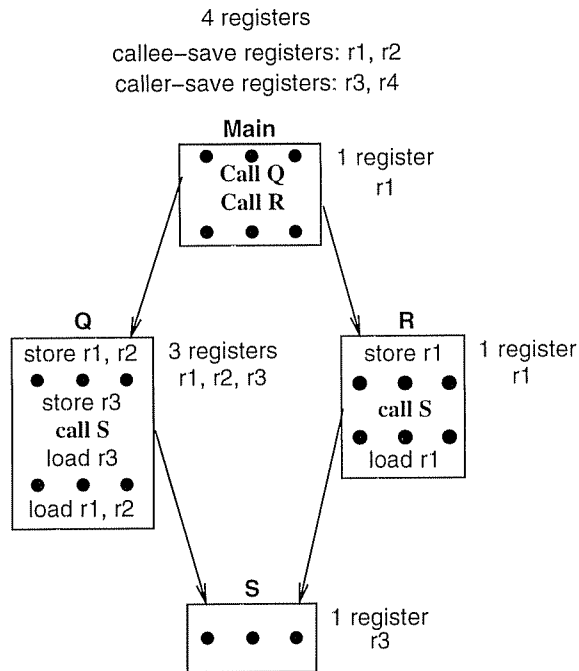 4 registers
callee–save registers: r1, r2
caller–save registers: r3, r4
Main
Call Q
Call R
1 register
r1
Q
store r1, r2
store r3
call S
load r3
load r1, r2
3 registers
r1, r2, r3
R
store r1
call S
load r1
1 register
r1
S
1 register
r3